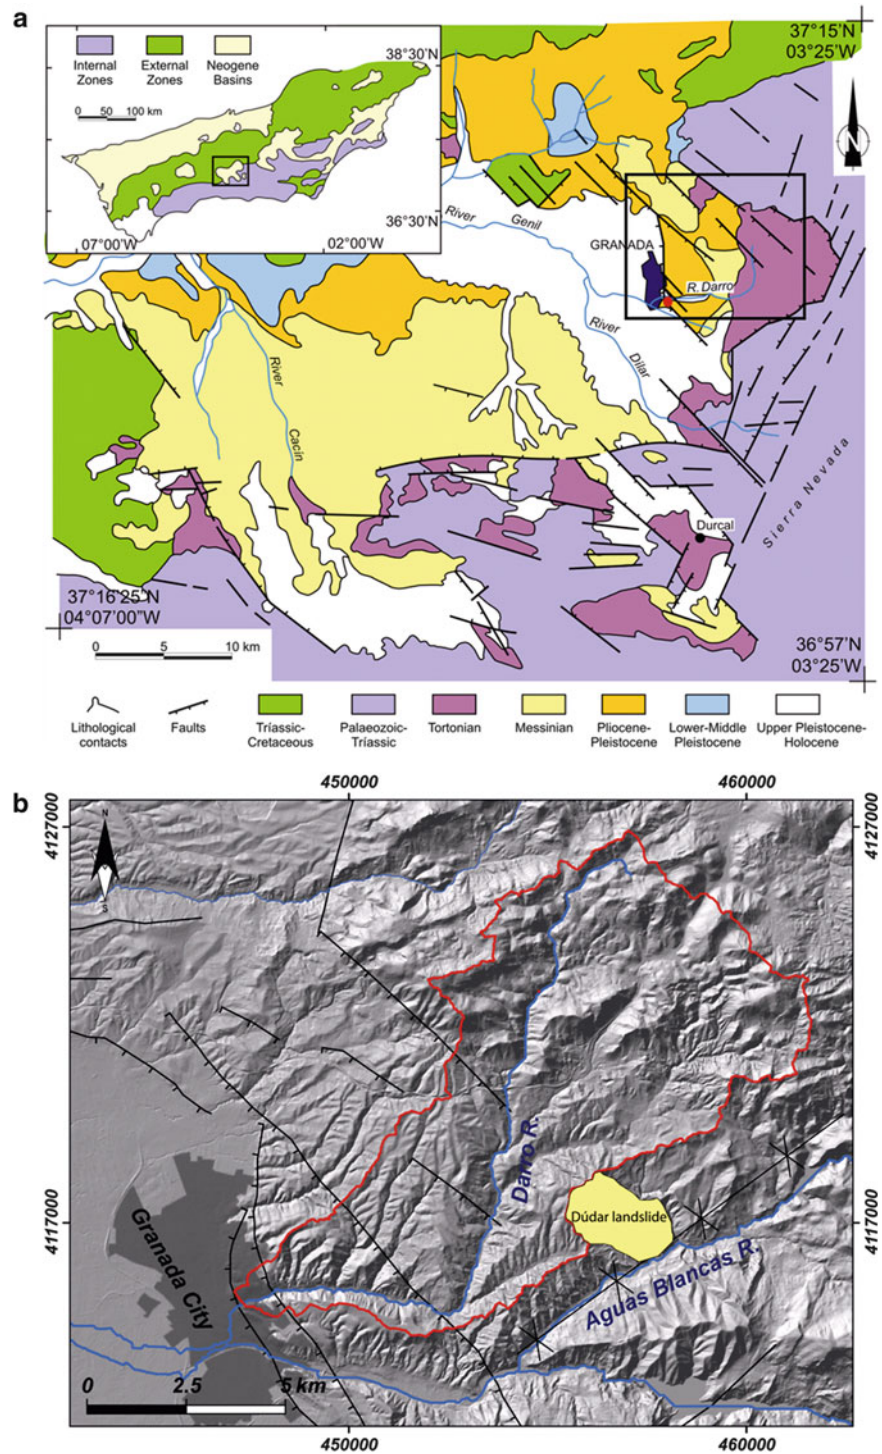 a
37°15'N
03°25'W
38°30'N
Internal Zones
External Zones
Neogene Basins
0 50 100 km
36°30'N
07°00'W
02°00'W
N
River Genil
GRANADA
R. Darro
River Dilar
River Cacin
Sierra Nevada
Durcal
37°16'25"N
04°07'00"W
36°57'N
03°25'W
0 5 10 km
Lithological contacts
Faults
Tríassic-Cretaceous
Palaeozoic-Tríassic
Tortonian
Messinian
Pliocene-Pleistocene
Lower-Middle Pleistocene
Upper Pleistocene-Holocene
b
450000
460000
4127000
4127000
N
S
Darro R.
Dúdar landslide
4117000
4117000
Granada City
Aguas Blancas R.
0 2.5 5 km
450000
460000